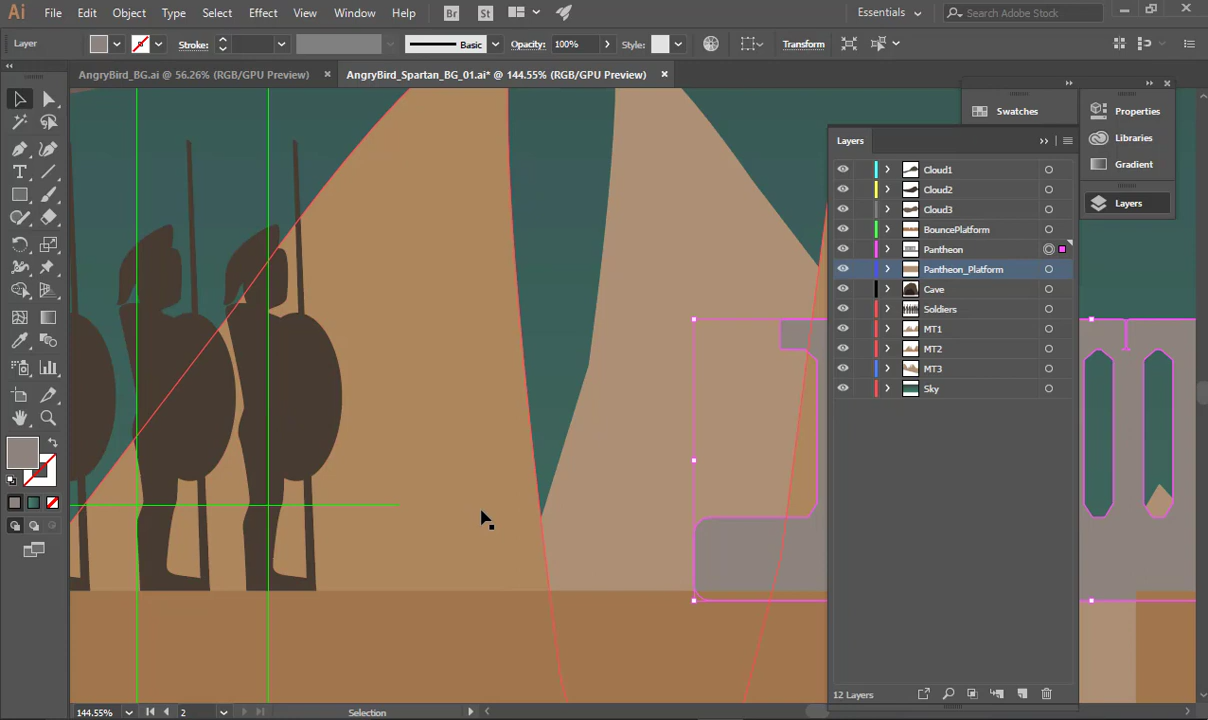 Ai File Edit Object Type Select Effect View Window Help Br St Essentials Search Adobe Stock
Layer Stroke: Basic Opacity: 100% Style: Transform
AngryBird_BG.ai @ 56.26% (RGB/GPU Preview) × AngryBird_Spartan_BG_01.ai* @ 144.55% (RGB/GPU Preview) ×
Swatches
Properties
Libraries
Gradient
Layers
Layers
Cloud1
Cloud2
Cloud3
BouncePlatform
Pantheon
Pantheon_Platform
Cave
Soldiers
MT1
MT2
MT3
Sky
12 Layers
144.55% 2 Selection